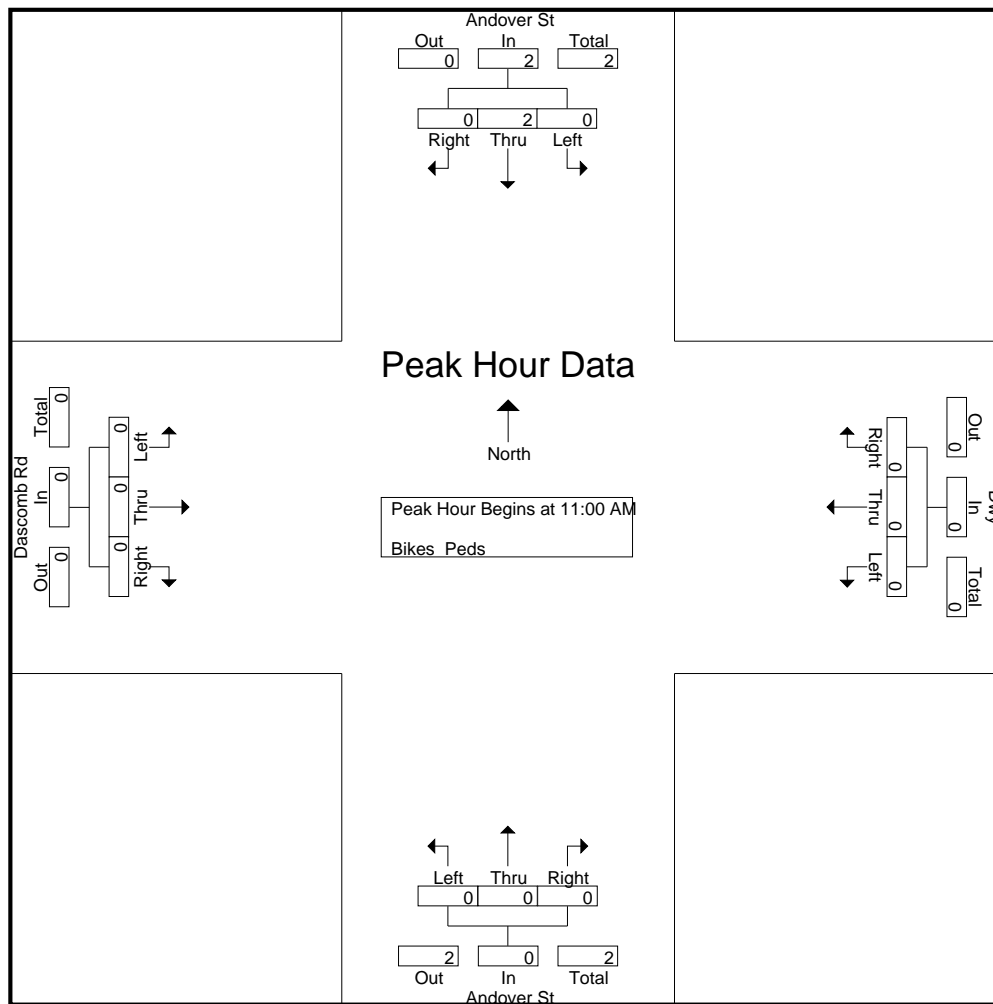 Andover St
Out In Total
0 2 2
0 2 0
Right Thru Left
Peak Hour Data
North
Peak Hour Begins at 11:00 AM
Bikes Peds
Dascomb Rd
Out In Total
0 0 0
0 0 0
Right Thru Left
Out In Total
0 0 0
0 0 0
Right Thru Left
Left Thru Right
0 0 0
2 0 2
Out In Total
Andover St